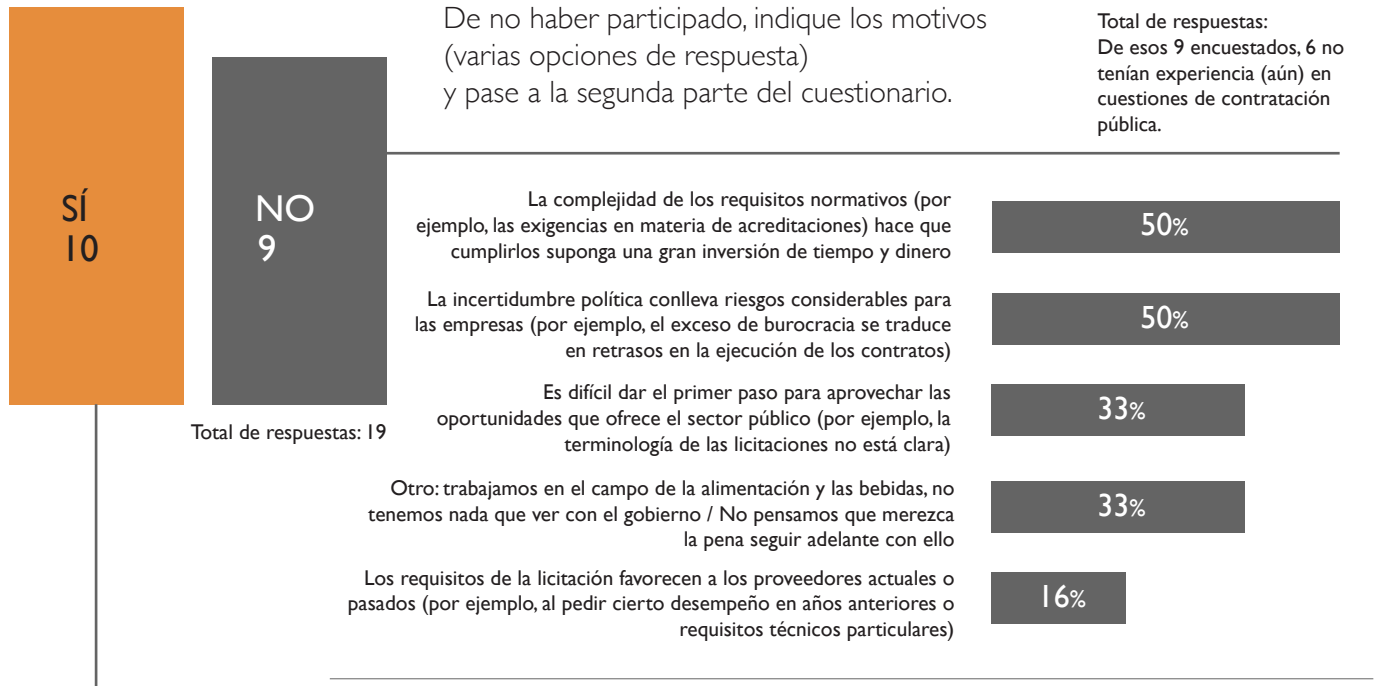 De no haber participado, indique los motivos
(varias opciones de respuesta)
y pase a la segunda parte del cuestionario.
Total de respuestas:
De esos 9 encuestados, 6 no
tenían experiencia (aún) en
cuestiones de contratación
pública.
SÍ
10
NO
9
Total de respuestas: 19
La complejidad de los requisitos normativos (por
ejemplo, las exigencias en materia de acreditaciones) hace que
cumplirlos suponga una gran inversión de tiempo y dinero
50%
La incertidumbre política conlleva riesgos considerables para
las empresas (por ejemplo, el exceso de burocracia se traduce
en retrasos en la ejecución de los contratos)
50%
Es difícil dar el primer paso para aprovechar las
oportunidades que ofrece el sector público (por ejemplo, la
terminología de las licitaciones no está clara)
33%
Otro: trabajamos en el campo de la alimentación y las bebidas, no
tenemos nada que ver con el gobierno / No pensamos que merezca
la pena seguir adelante con ello
33%
Los requisitos de la licitación favorecen a los proveedores actuales o
pasados (por ejemplo, al pedir cierto desempeño en años anteriores o
requisitos técnicos particulares)
16%